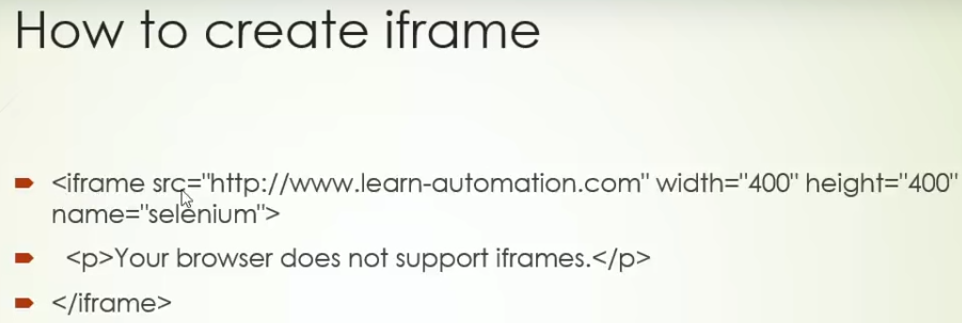 How to create iframe
<iframe src="http://www.learn-automation.com" width="400" height="400"
name="selenium">
<p>Your browser does not support iframes.</p>
</iframe>